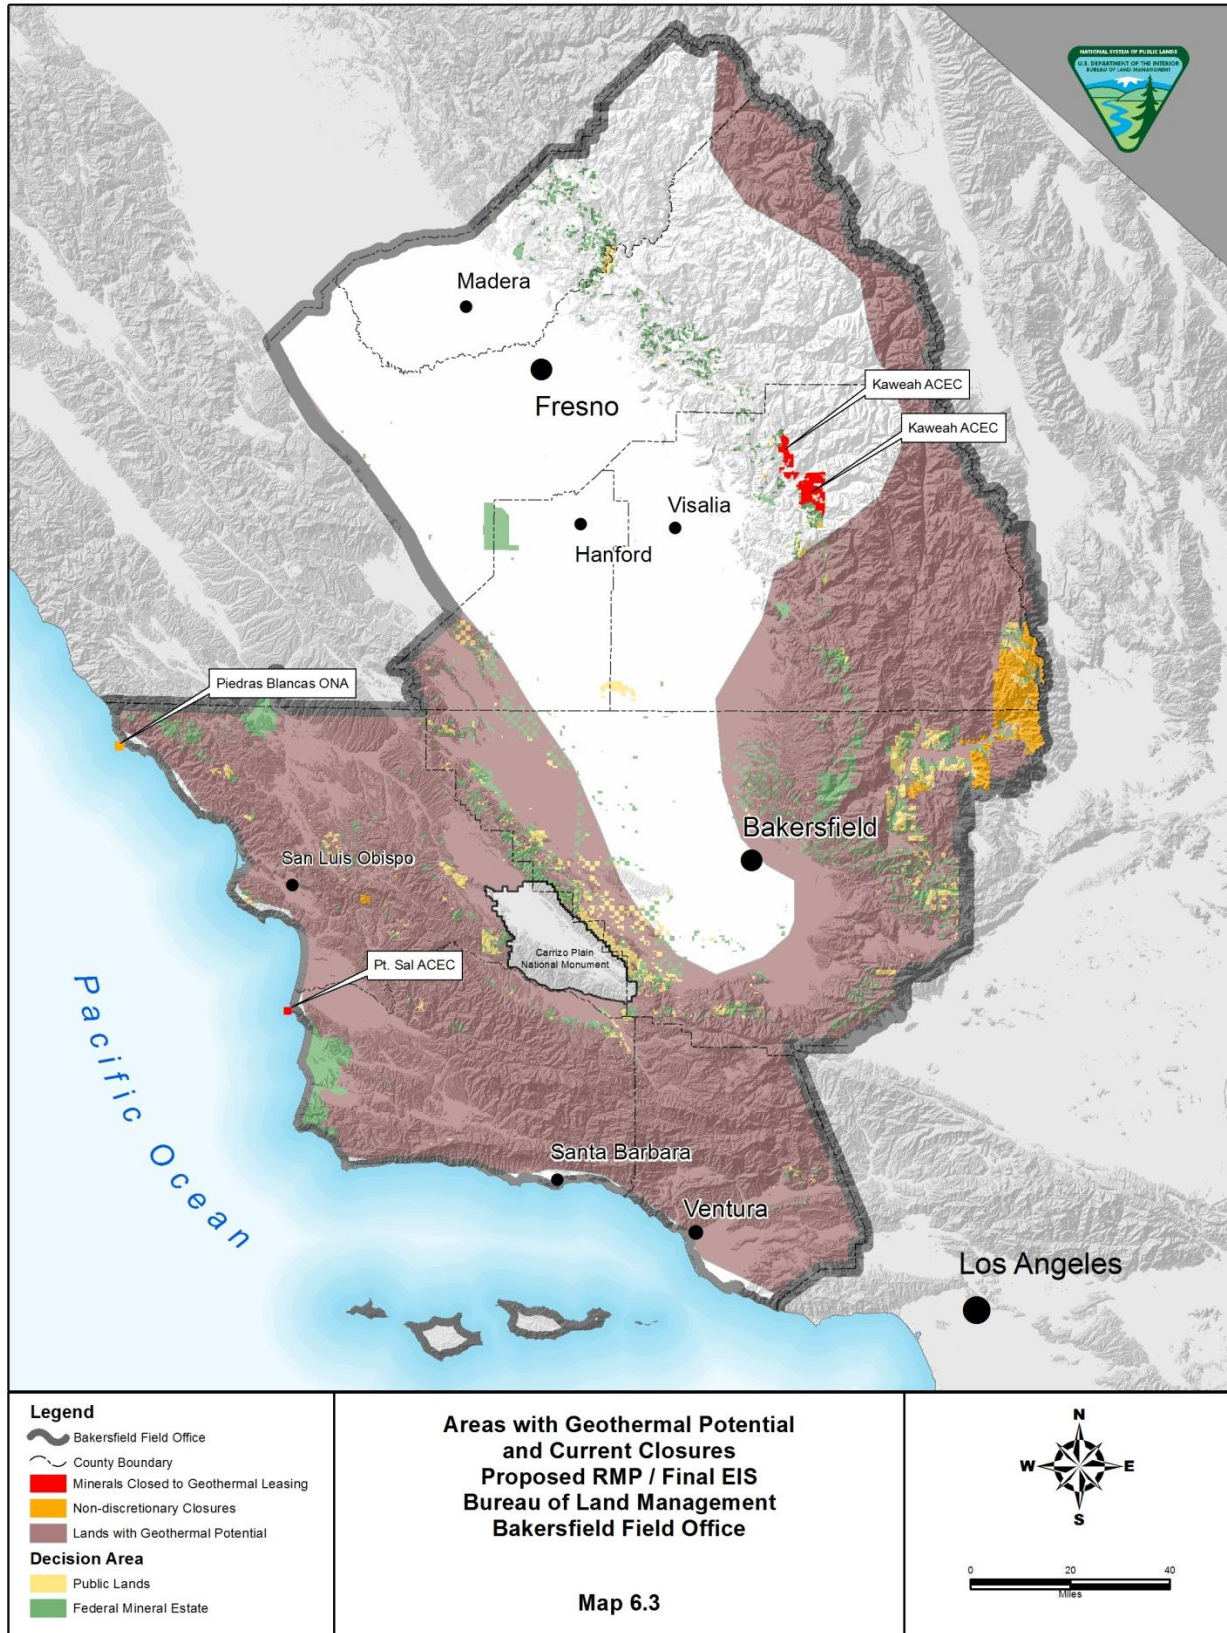 NATIONAL SYSTEM OF PUBLIC LANDS
U.S. DEPARTMENT OF THE INTERIOR
BUREAU OF LAND MANAGEMENT
Madera
Fresno
Kaweah ACEC
Kaweah ACEC
Visalia
Hanford
Piedras Blancas ONA
Bakersfield
San Luis Obispo
Carrizo Plain
National Monument
Pt. Sal ACEC
Pacific Ocean
Santa Barbara
Ventura
Los Angeles
Legend
Bakersfield Field Office
County Boundary
Minerals Closed to Geothermal Leasing
Non-discretionary Closures
Lands with Geothermal Potential
Decision Area
Public Lands
Federal Mineral Estate
Areas with Geothermal Potential
and Current Closures
Proposed RMP / Final EIS
Bureau of Land Management
Bakersfield Field Office
Map 6.3
N
W E
S
0 20 40
Miles